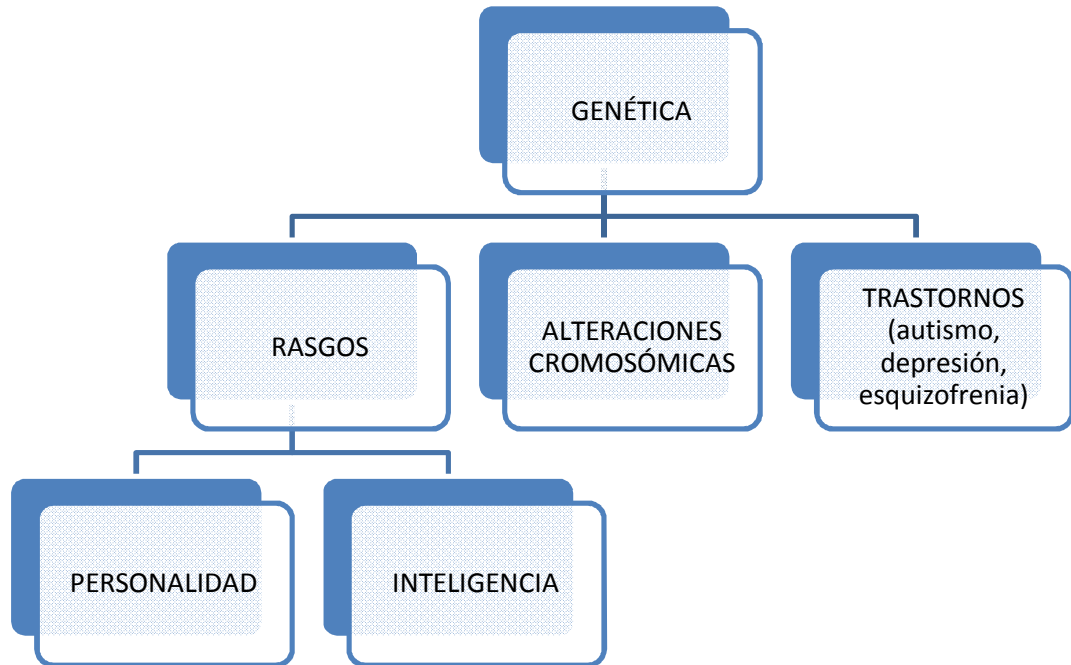 GENÉTICA
RASGOS
ALTERACIONES
CROMOSÓMICAS
TRASTORNOS
(autismo,
depresión,
esquizofrenia)
PERSONALIDAD
INTELIGENCIA